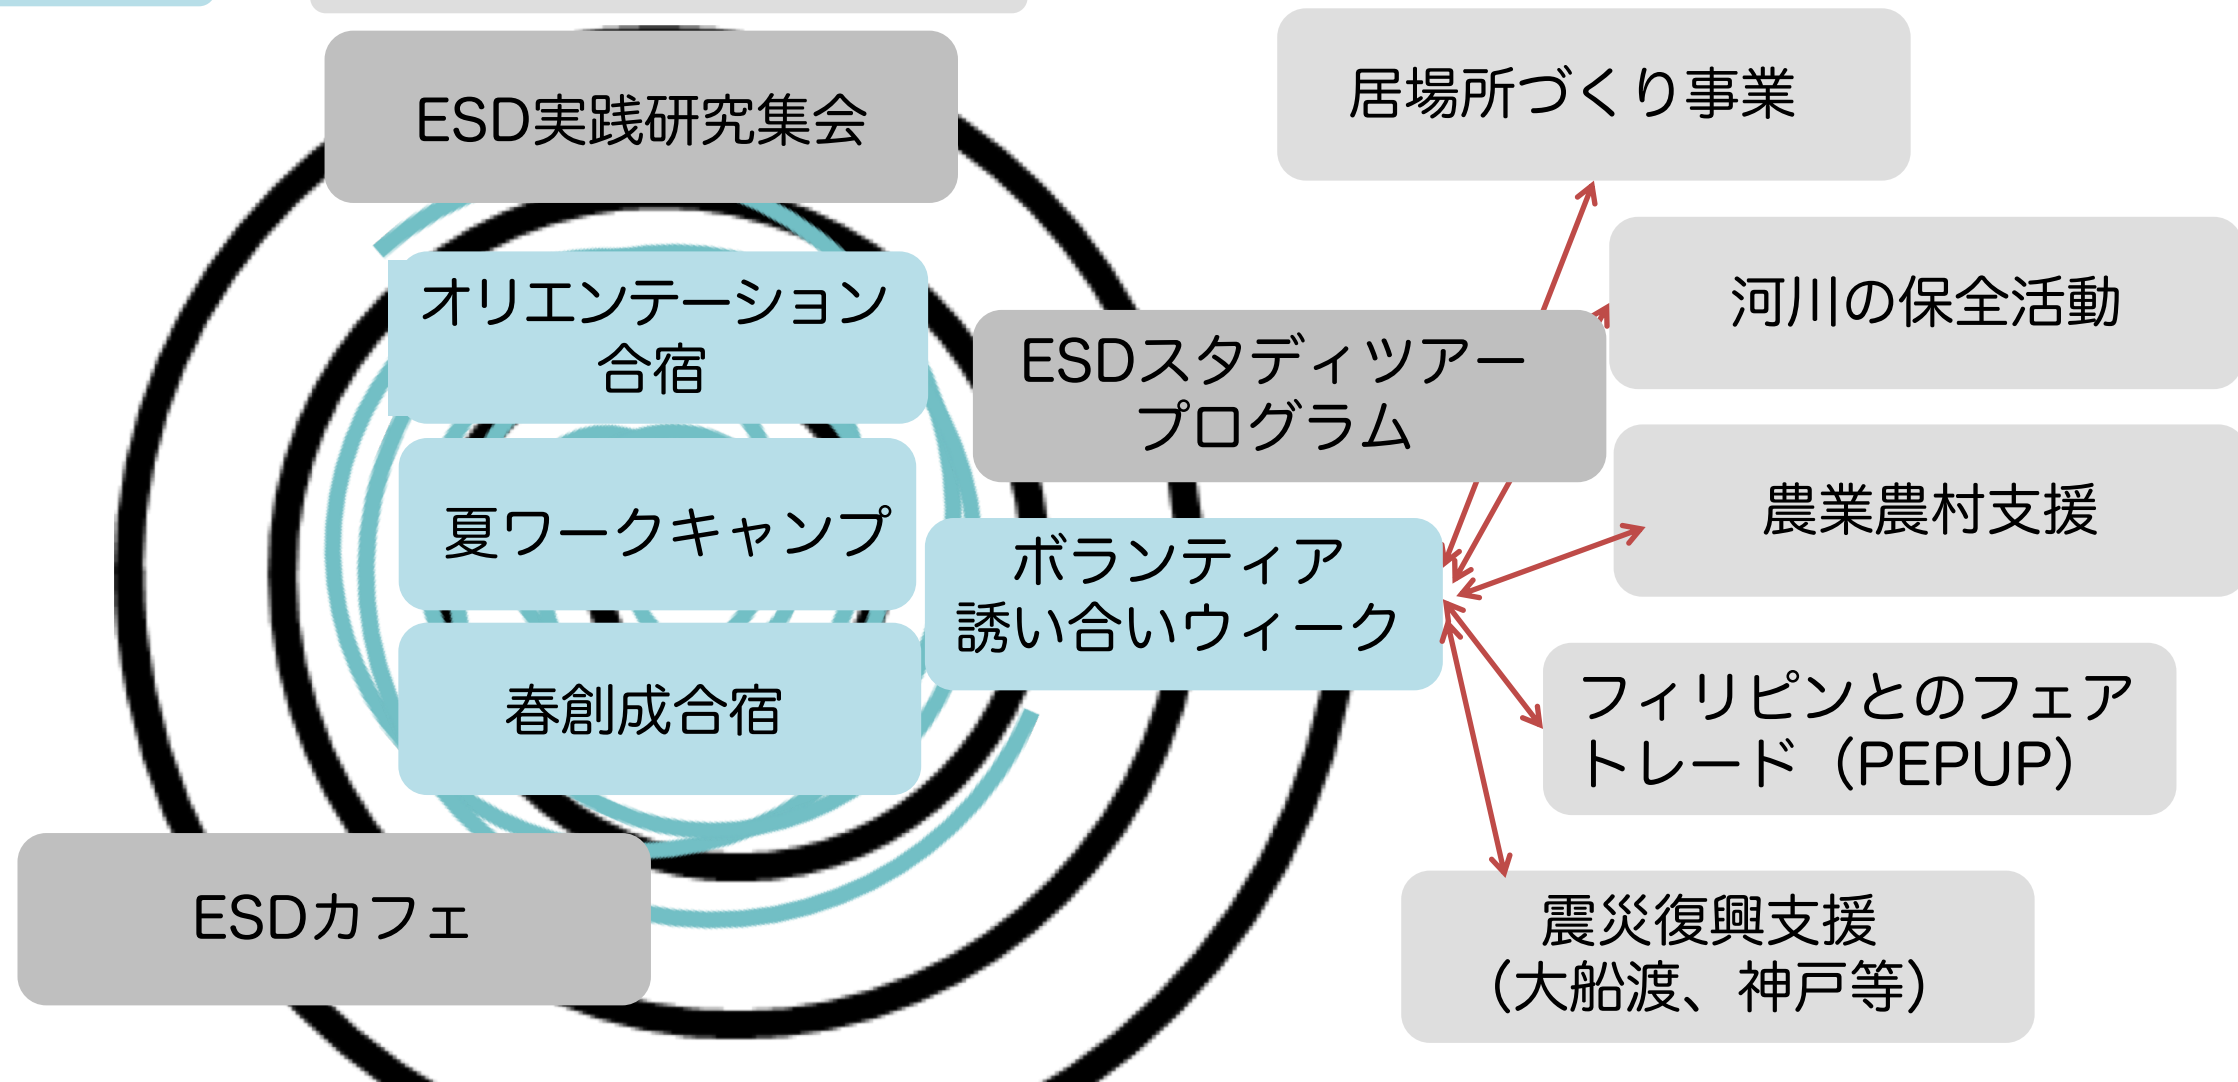 ESD実践研究集会
居場所づくり事業
オリエンテーション
合宿
河川の保全活動
ESDスタディツアー
プログラム
夏ワークキャンプ
農業農村支援
ボランティア
誘い合いウィーク
春創成合宿
フィリピンとのフェア
トレード（PEPUP）
ESDカフェ
震災復興支援
（大船渡、神戸等）